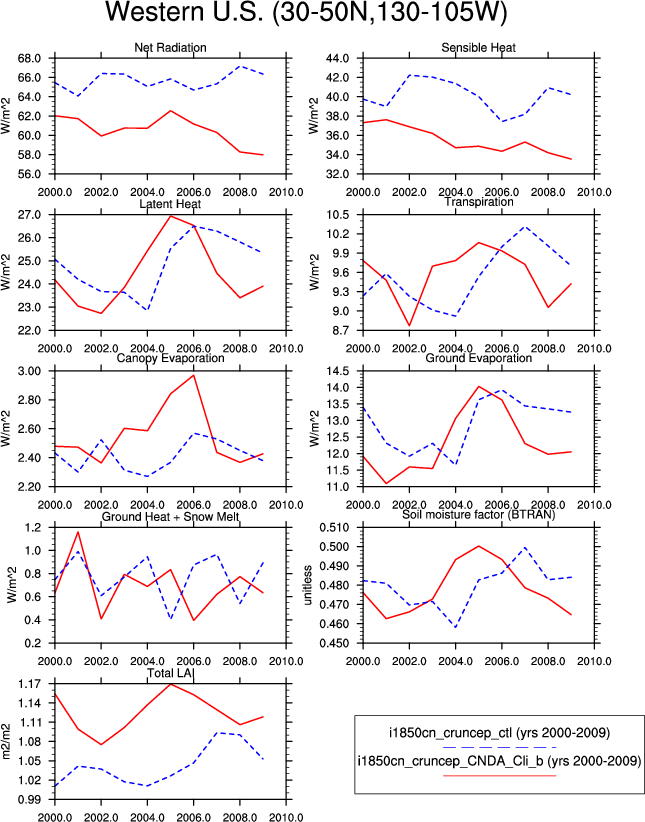 Western U.S. (30-50N,130-105W)
Net Radiation
68.0
66.0
64.0
62.0
60.0
58.0
56.0
W/m^2
2000.0 2002.0 2004.0 2006.0 2008.0 2010.0
Sensible Heat
44.0
42.0
40.0
38.0
36.0
34.0
32.0
W/m^2
2000.0 2002.0 2004.0 2006.0 2008.0 2010.0
Latent Heat
27.0
26.0
25.0
24.0
23.0
22.0
W/m^2
2000.0 2002.0 2004.0 2006.0 2008.0 2010.0
Transpiration
10.5
10.2
9.9
9.6
9.3
9.0
8.7
W/m^2
2000.0 2002.0 2004.0 2006.0 2008.0 2010.0
Canopy Evaporation
3.00
2.80
2.60
2.40
2.20
W/m^2
2000.0 2002.0 2004.0 2006.0 2008.0 2010.0
Ground Evaporation
14.5
14.0
13.5
13.0
12.5
12.0
11.5
11.0
W/m^2
2000.0 2002.0 2004.0 2006.0 2008.0 2010.0
Ground Heat + Snow Melt
1.2
1.0
0.8
0.6
0.4
0.2
W/m^2
2000.0 2002.0 2004.0 2006.0 2008.0 2010.0
Soil moisture factor (BTRAN)
0.510
0.500
0.490
0.480
0.470
0.460
0.450
unitless
2000.0 2002.0 2004.0 2006.0 2008.0 2010.0
Total LAI
1.17
1.14
1.11
1.08
1.05
1.02
0.99
m2/m2
2000.0 2002.0 2004.0 2006.0 2008.0 2010.0
i1850cn_cruncep_ctl (yrs 2000-2009)
i1850cn_cruncep_CNDA_Cli_b (yrs 2000-2009)